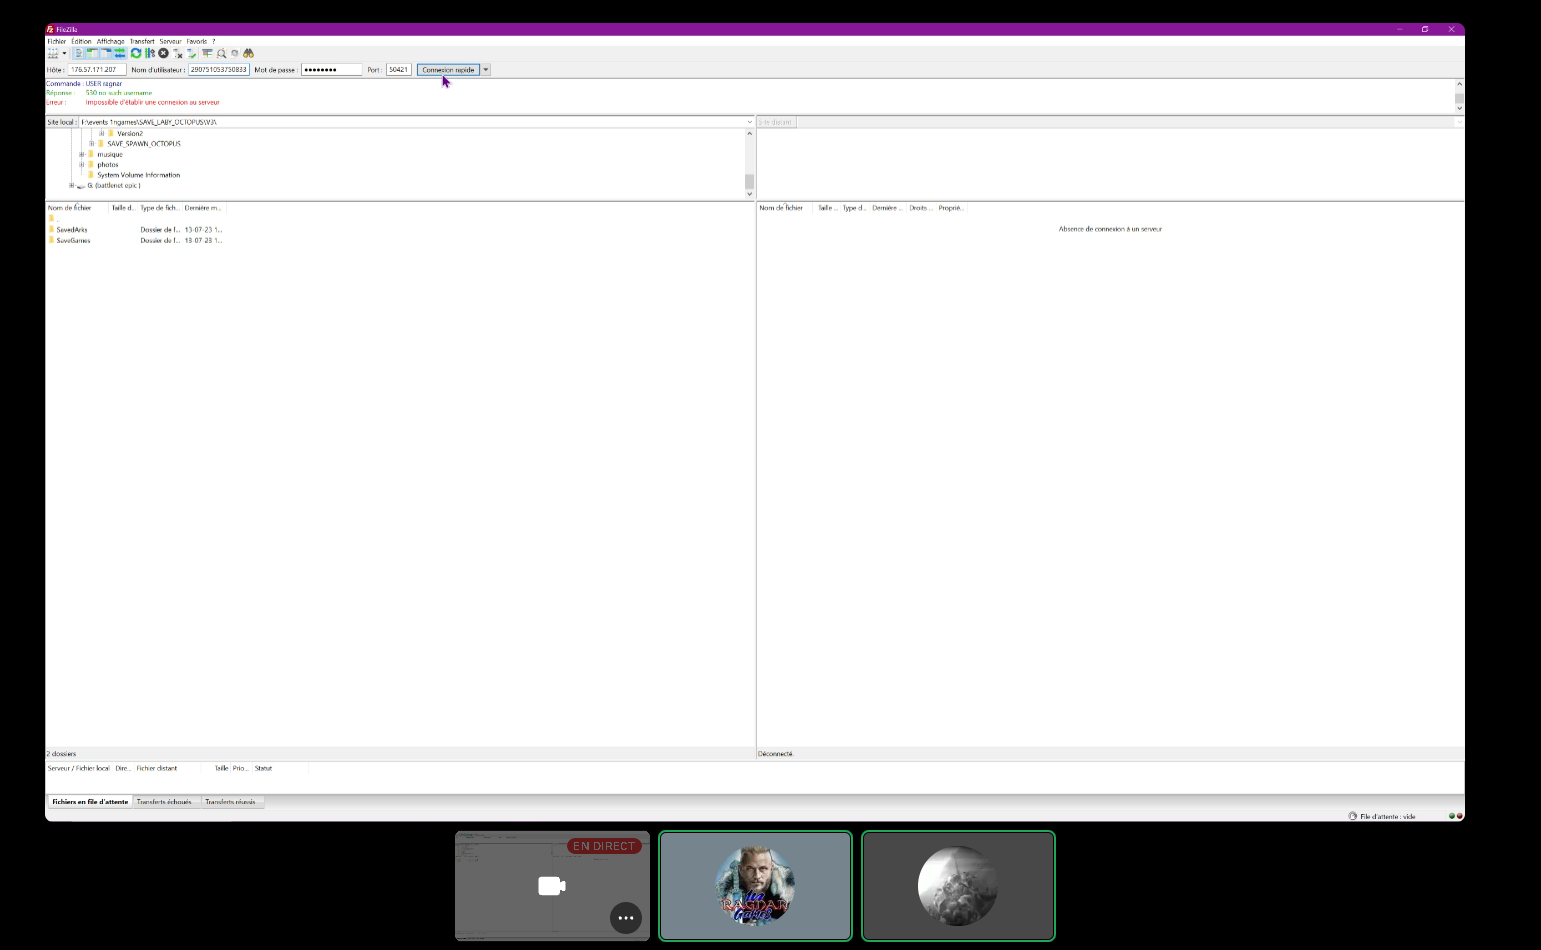 FileZilla
Fichier Édition Affichage Transfert Serveur Favoris ?
Hôte : 176.57.171.207 Nom d'utilisateur : 290751053750833 Mot de passe : •••••••• Port : 50421 Connexion rapide
Commande : USER ragnar
Réponse : 530 no such username
Erreur : Impossible d'établir une connexion au serveur
Site local : F:\events 1ngames\SAVE_LABY_OCTOPUS\V3\
Site distant :
Version2
SAVE_SPAWN_OCTOPUS
musique
photos
System Volume Information
G: (battlenet epic )
Nom de fichier Taille d... Type de fich... Dernière m...
Nom de fichier Taille ... Type d... Dernière ... Droits ... Proprié...
..
SavedArks Dossier de f... 13-07-23 1...
SaveGames Dossier de f... 13-07-23 1...
Absence de connexion à un serveur
2 dossiers
Déconnecté.
Serveur / Fichier local Dire... Fichier distant Taille Prio... Statut
Fichiers en file d'attente Transferts échoués Transferts réussis
File d'attente : vide
EN DIRECT
RAGNAR
GAMES